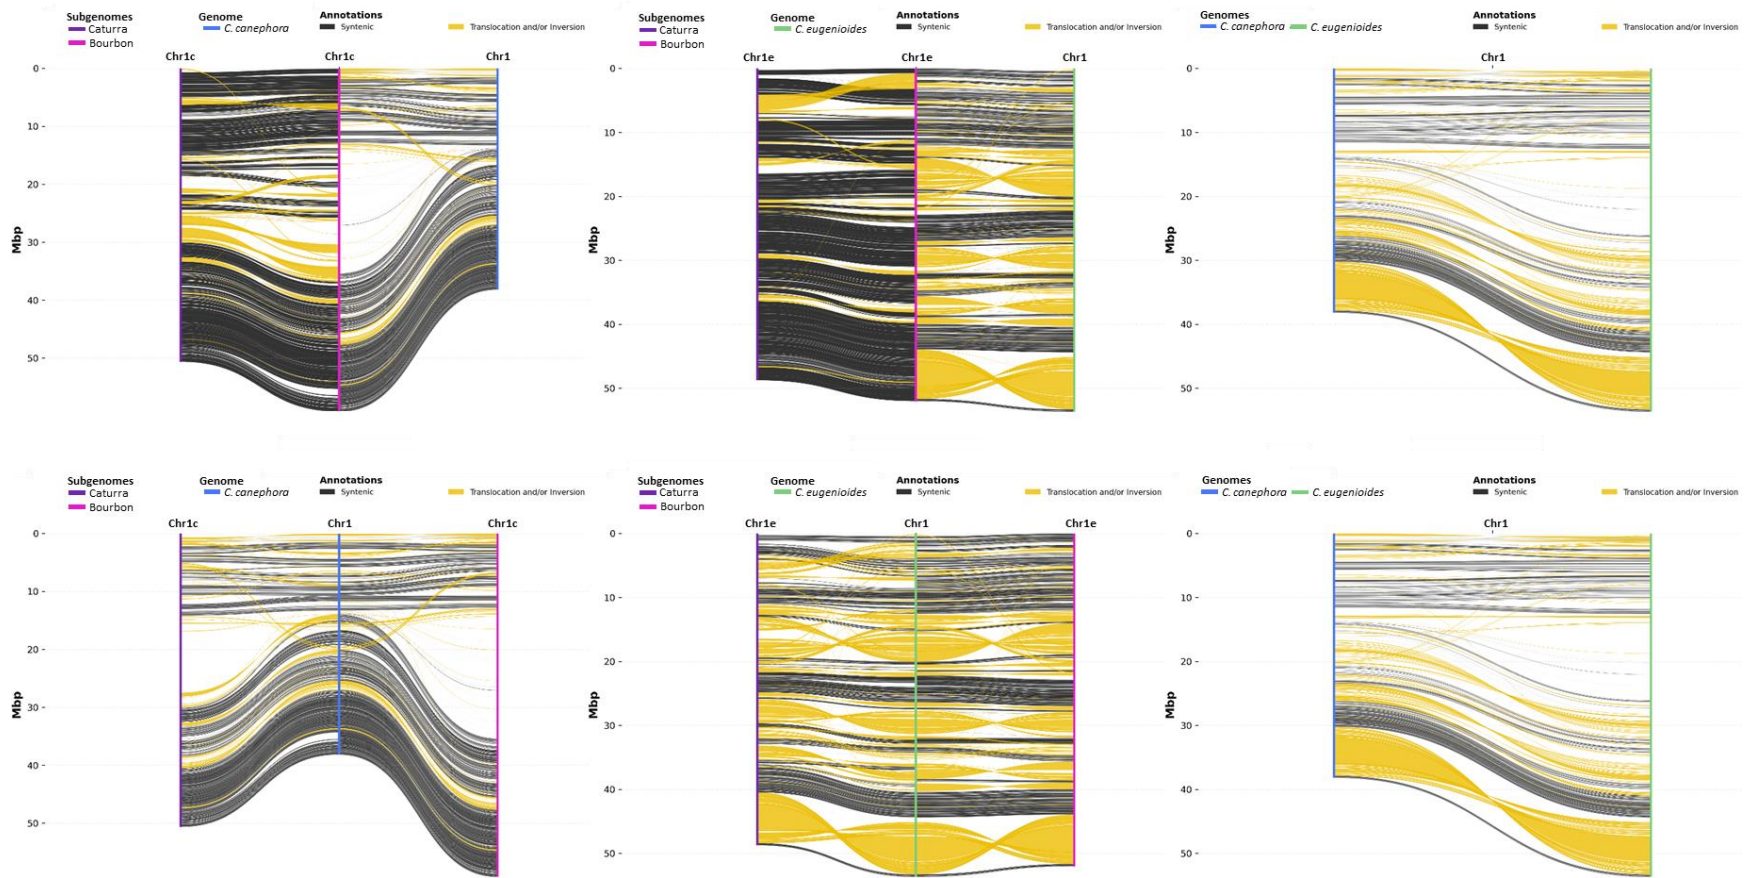 Subgenomes Genome Annotations
Caturra C. canephora Syntenic Translocation and/or Inversion
Bourbon
Chr1c Chr1c Chr1
0
10
20
30
40
50
Mbp
Subgenomes Genome Annotations
Caturra C. eugenioides Syntenic Translocation and/or Inversion
Bourbon
Chr1e Chr1e Chr1
0
10
20
30
40
50
Mbp
Genomes Annotations
C. canephora C. eugenioides Syntenic Translocation and/or Inversion
Chr1
0
10
20
30
40
50
Mbp
Subgenomes Genome Annotations
Caturra C. canephora Syntenic Translocation and/or Inversion
Bourbon
Chr1c Chr1 Chr1c
0
10
20
30
40
50
Mbp
Subgenomes Genome Annotations
Caturra C. eugenioides Syntenic Translocation and/or Inversion
Bourbon
Chr1e Chr1 Chr1e
0
10
20
30
40
50
Mbp
Genomes Annotations
C. canephora C. eugenioides Syntenic Translocation and/or Inversion
Chr1
0
10
20
30
40
50
Mbp